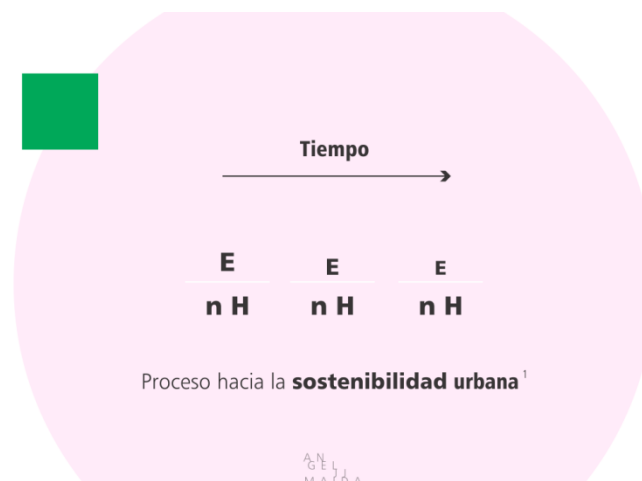 Tiempo
E E E
n H n H n H
Proceso hacia la sostenibilidad urbana 1
A N
G E L